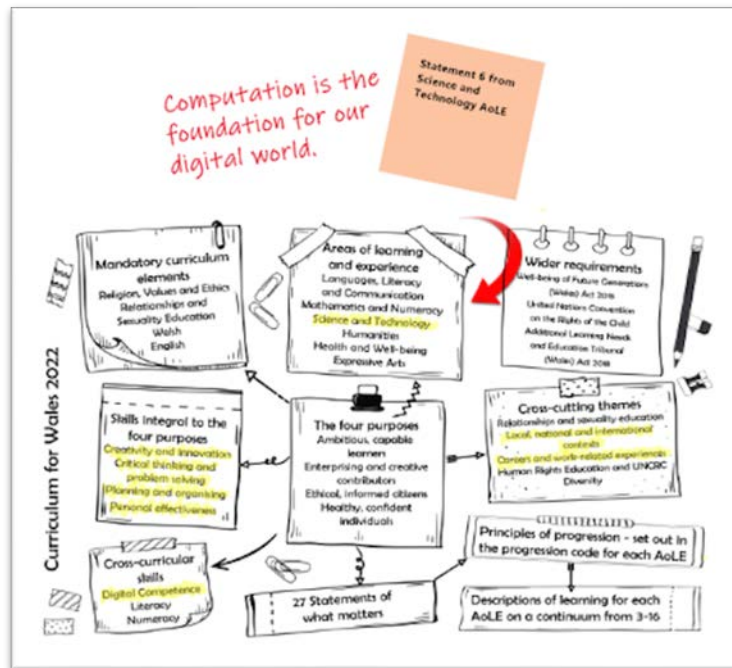 Computation is the
foundation for our
digital world.
Statement 6 from
Science and
Technology AoLE
Curriculum for Wales 2022
Mandatory curriculum
elements
Religion, Values and Ethics
Relationships and
Sexuality Education
Welsh
English
Areas of learning
and experience
Languages, Literacy
and Communication
Mathematics and Numeracy
Science and Technology
Humanities
Health and Well-being
Expressive Arts
Wider requirements
Well-being of Future Generations
(Wales) Act 2015
United Nations Convention
on the Rights of the Child
Additional Learning Needs
and Education Tribunal
(Wales) Act 2018
Skills integral to the
four purposes
Creativity and innovation
Critical thinking and
problem solving
Planning and organising
Personal effectiveness
The four purposes
Ambitious, capable
learners
Enterprising and creative
contributors
Ethical, informed citizens
Healthy, confident
individuals
Cross-cutting themes
Relationships and sexuality education
Local, national and international
contexts
Careers and work-related experiences
Human Rights Education and UNCRC
Diversity
Cross-curricular
skills
Digital Competence
Literacy
Numeracy
27 Statements of
what matters
Principles of progression - set out in
the progression code for each AoLE
Descriptions of learning for each
AoLE on a continuum from 3-16